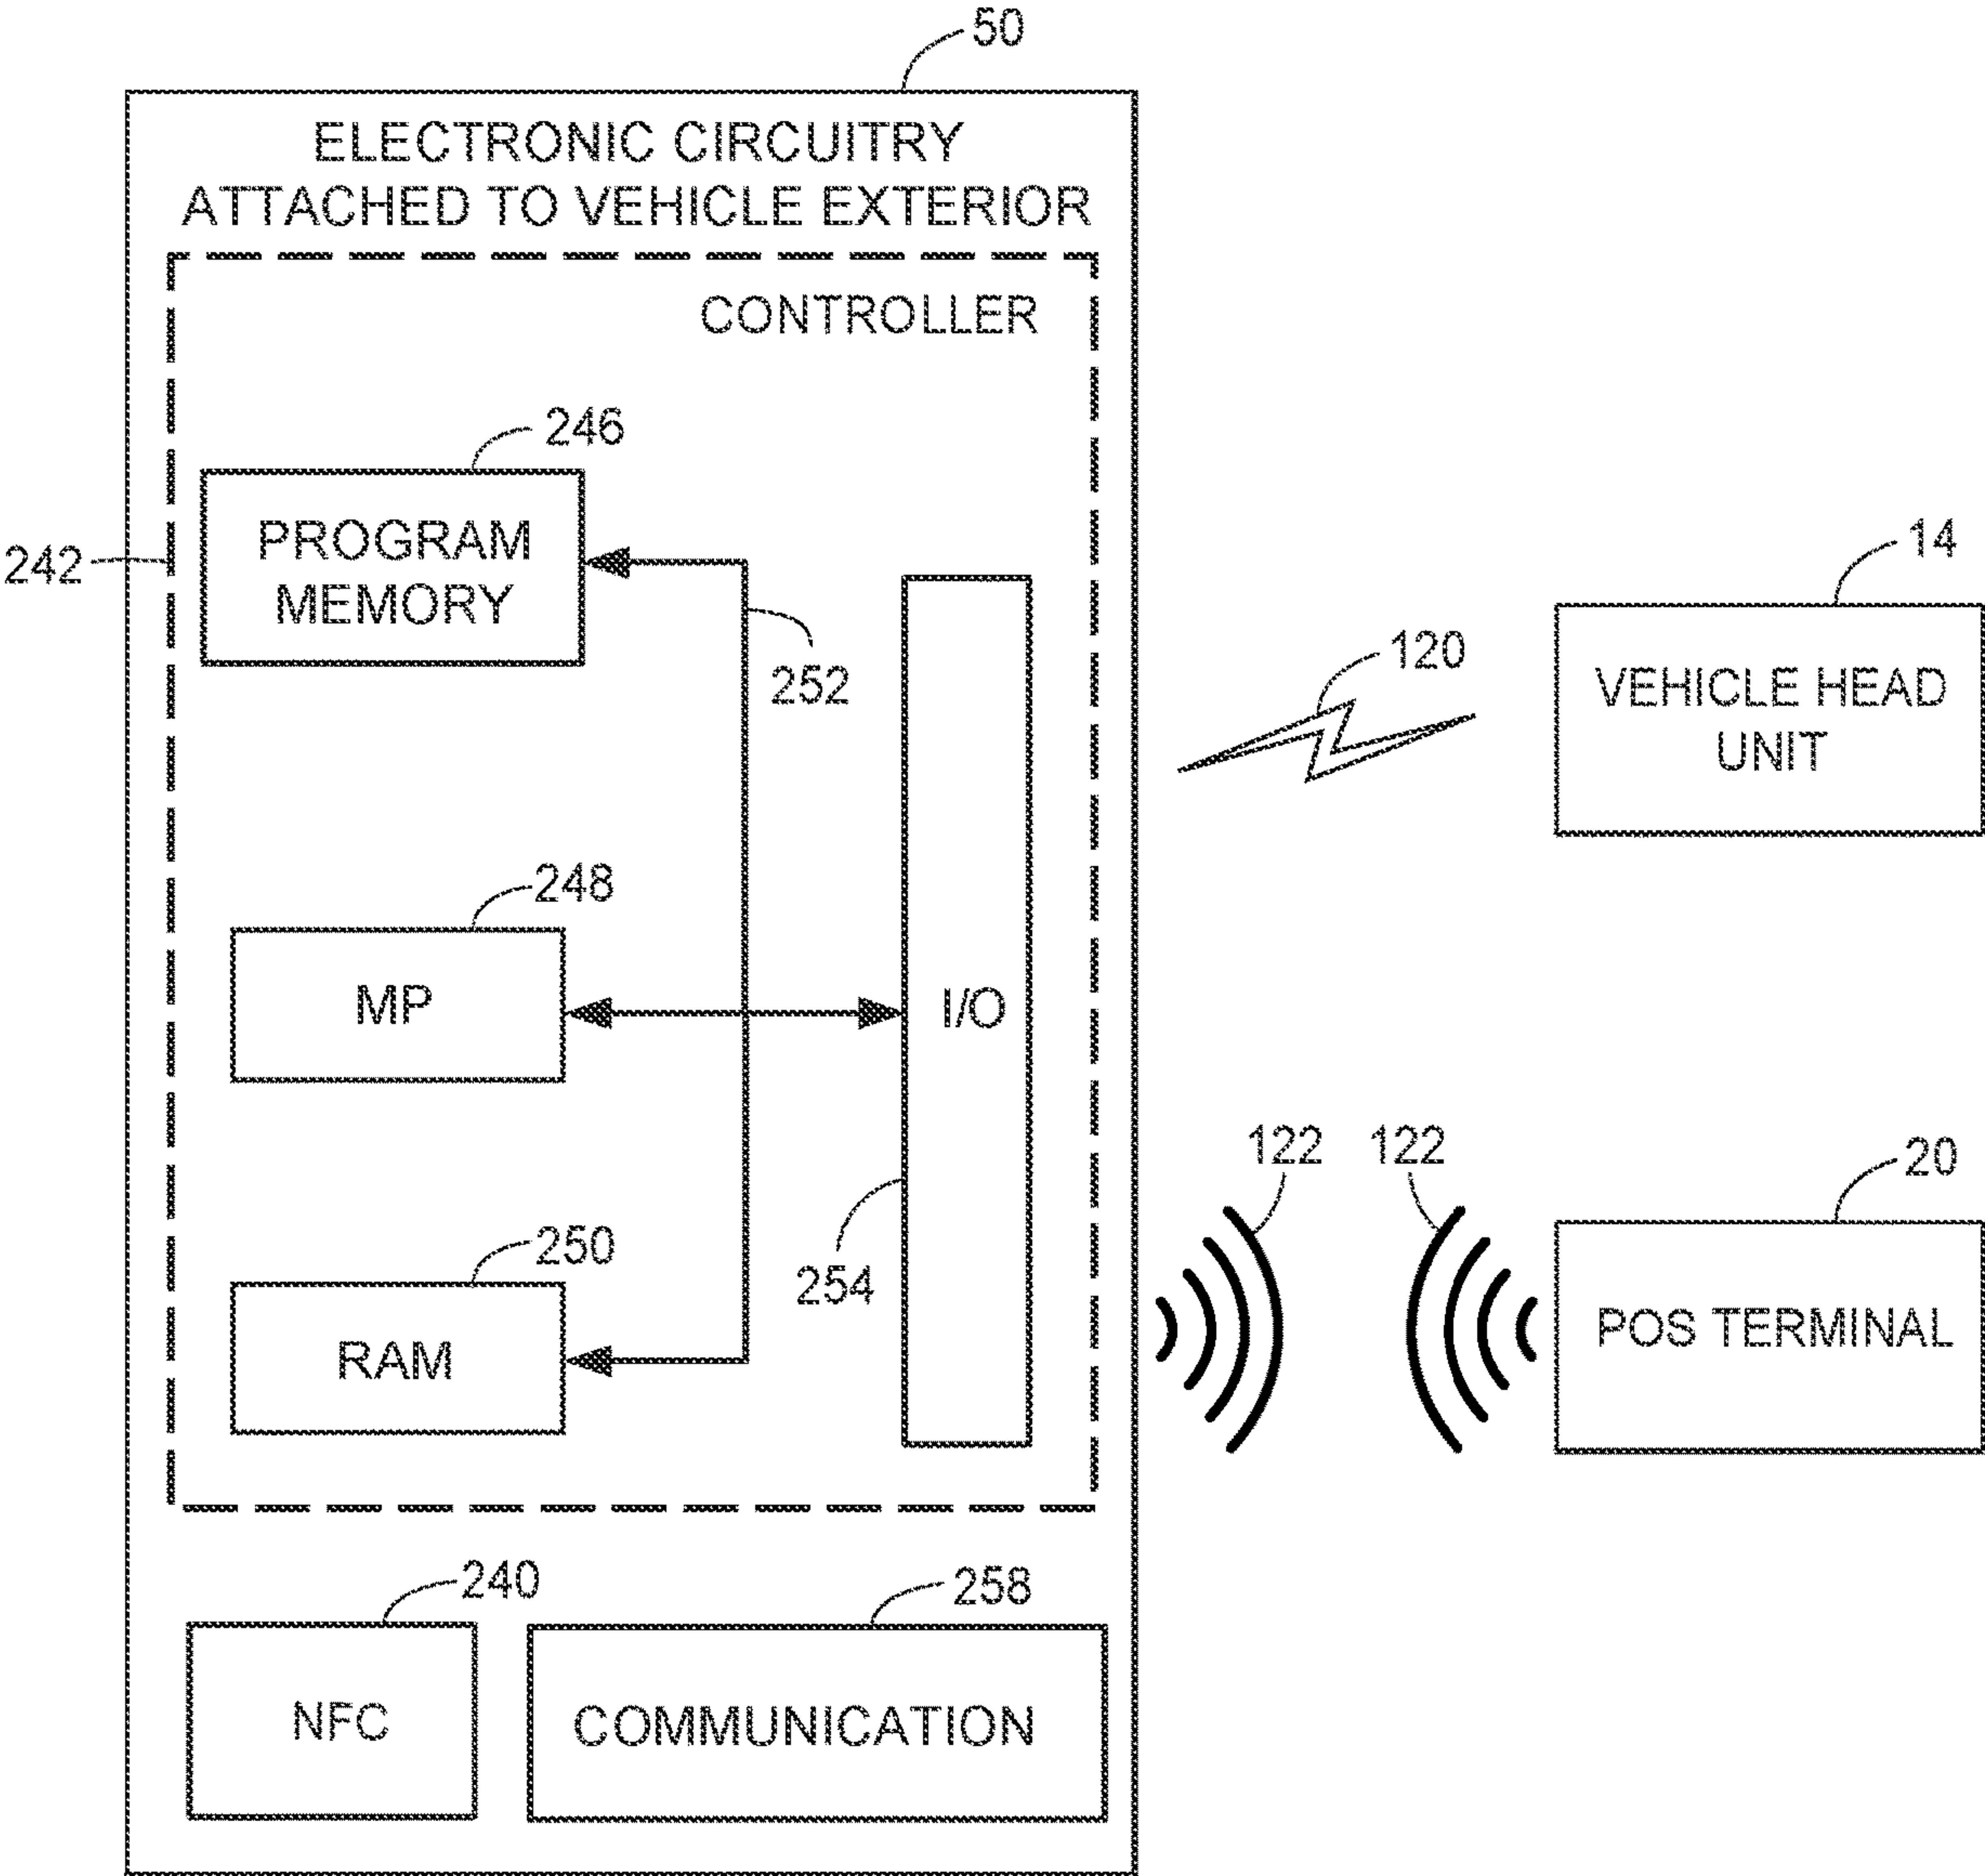 50
ELECTRONIC CIRCUITRY
ATTACHED TO VEHICLE EXTERIOR
CONTROLLER
246
PROGRAM
MEMORY
242
252
14
VEHICLE HEAD
UNIT
120
248
MP
I/O
122
122
20
POS TERMINAL
250
RAM
254
240
NFC
258
COMMUNICATION